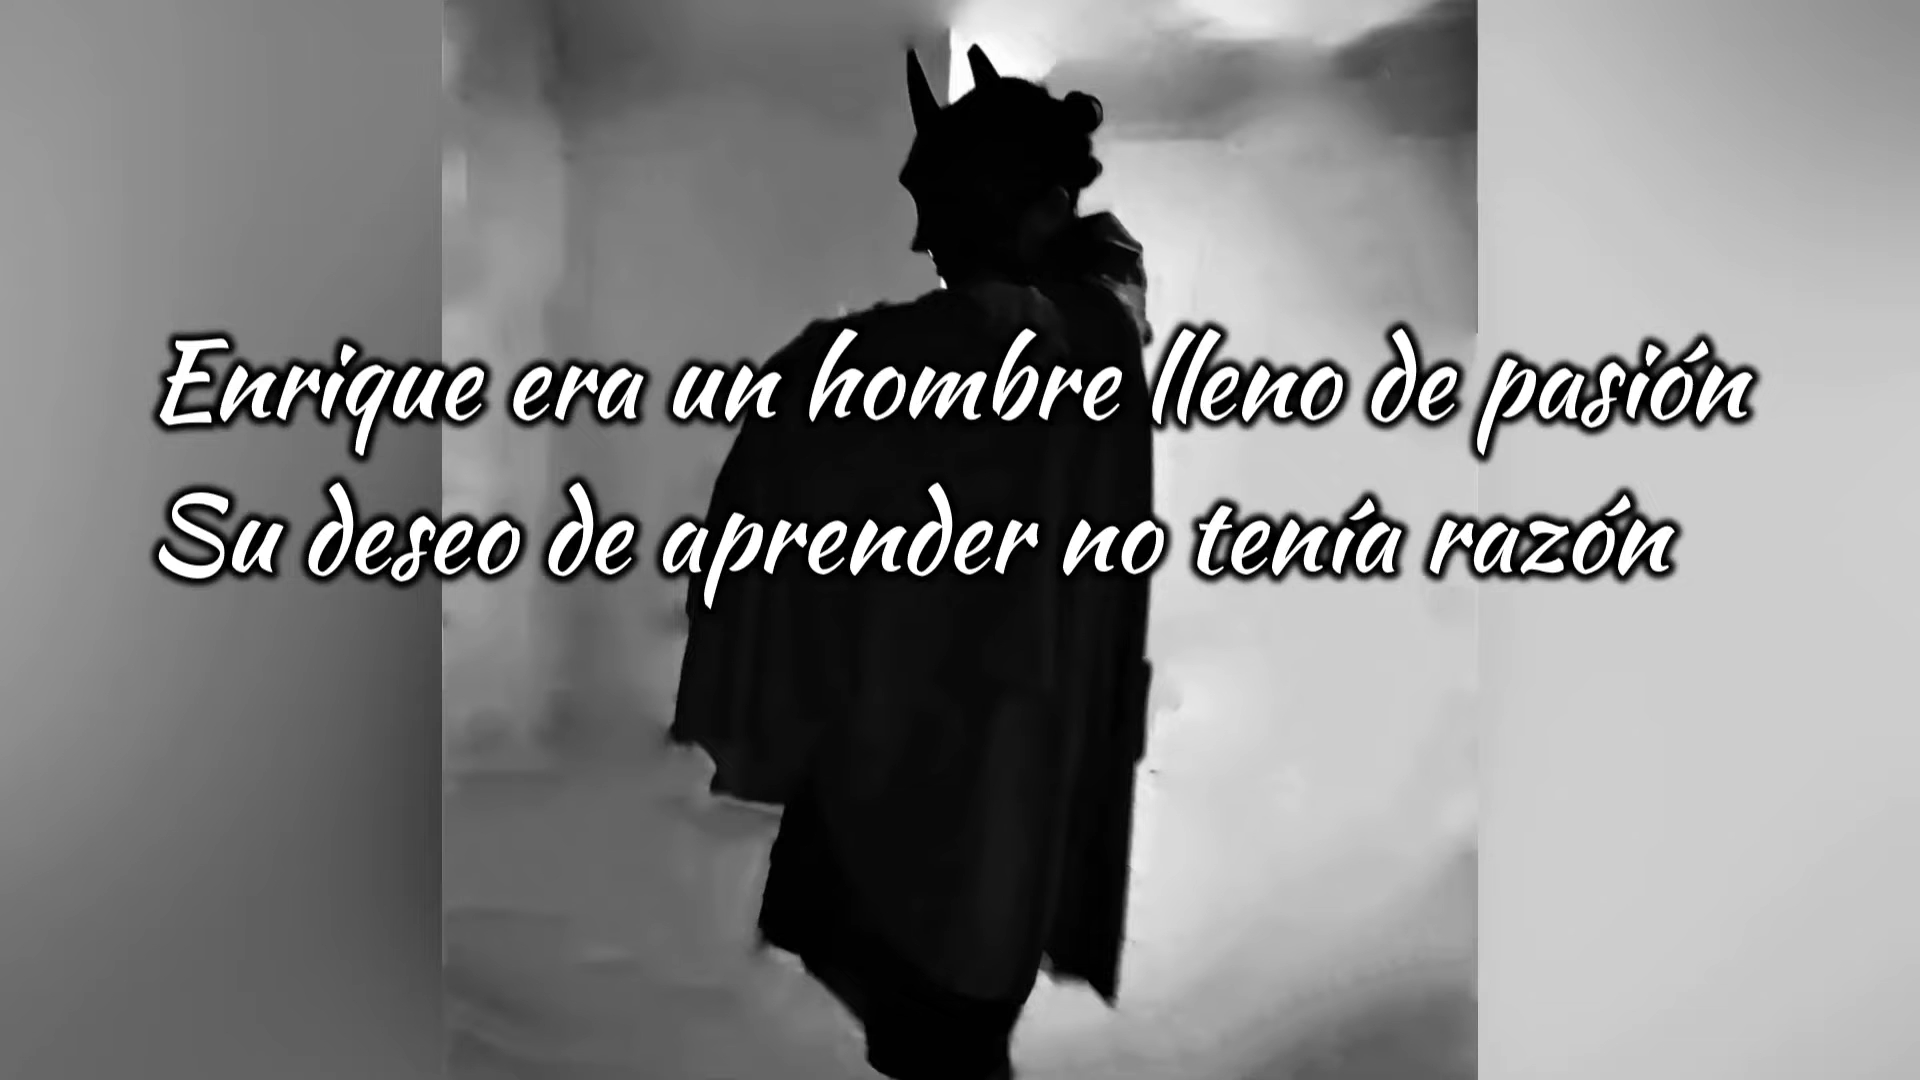 Enrique era un hombre lleno de pasión
Su deseo de aprender no tenía razón